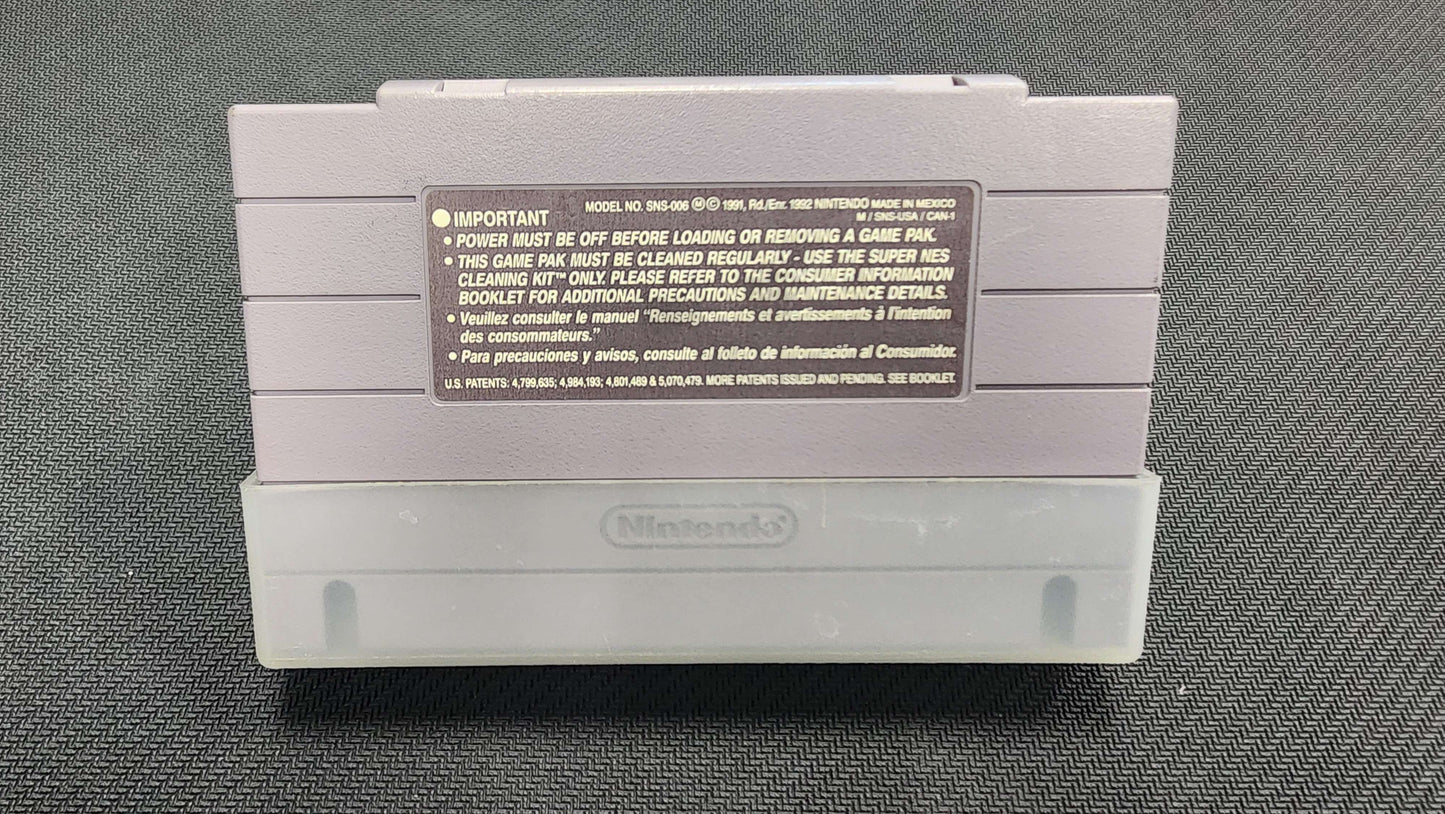 MODEL NO. SNS-006 Ⓜ © 1991, Rd./Enr. 1992 NINTENDO MADE IN MEXICO
IMPORTANT M / SNS-USA / CAN-1
• POWER MUST BE OFF BEFORE LOADING OR REMOVING A GAME PAK.
• THIS GAME PAK MUST BE CLEANED REGULARLY - USE THE SUPER NES
CLEANING KIT™ ONLY. PLEASE REFER TO THE CONSUMER INFORMATION
BOOKLET FOR ADDITIONAL PRECAUTIONS AND MAINTENANCE DETAILS.
• Veuillez consulter le manuel "Renseignements et avertissements à l'intention
des consommateurs."
• Para precauciones y avisos, consulte al folleto de información al Consumidor.
U.S. PATENTS: 4,799,635; 4,984,193; 4,801,489 & 5,070,479. MORE PATENTS ISSUED AND PENDING. SEE BOOKLET.
Nintendo®